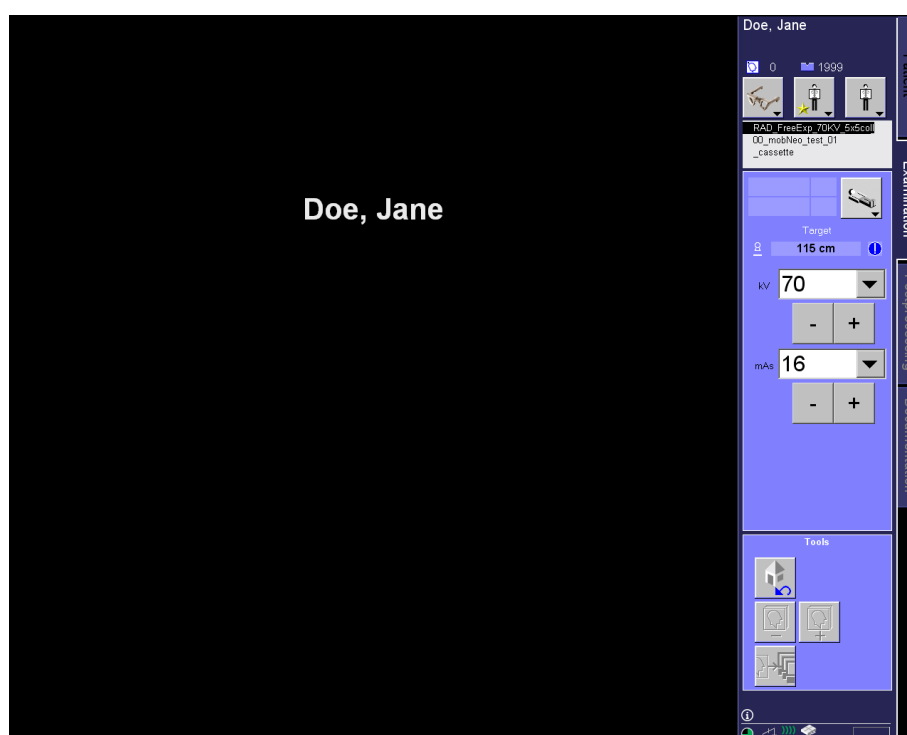 Doe, Jane
Doe, Jane
0 1999
RAD_FreeExp_70KV_5x5coll
00_mobNeo_test_01
_cassette
Examination
Target
115 cm
kV 70
- +
mAs 16
- +
Tools